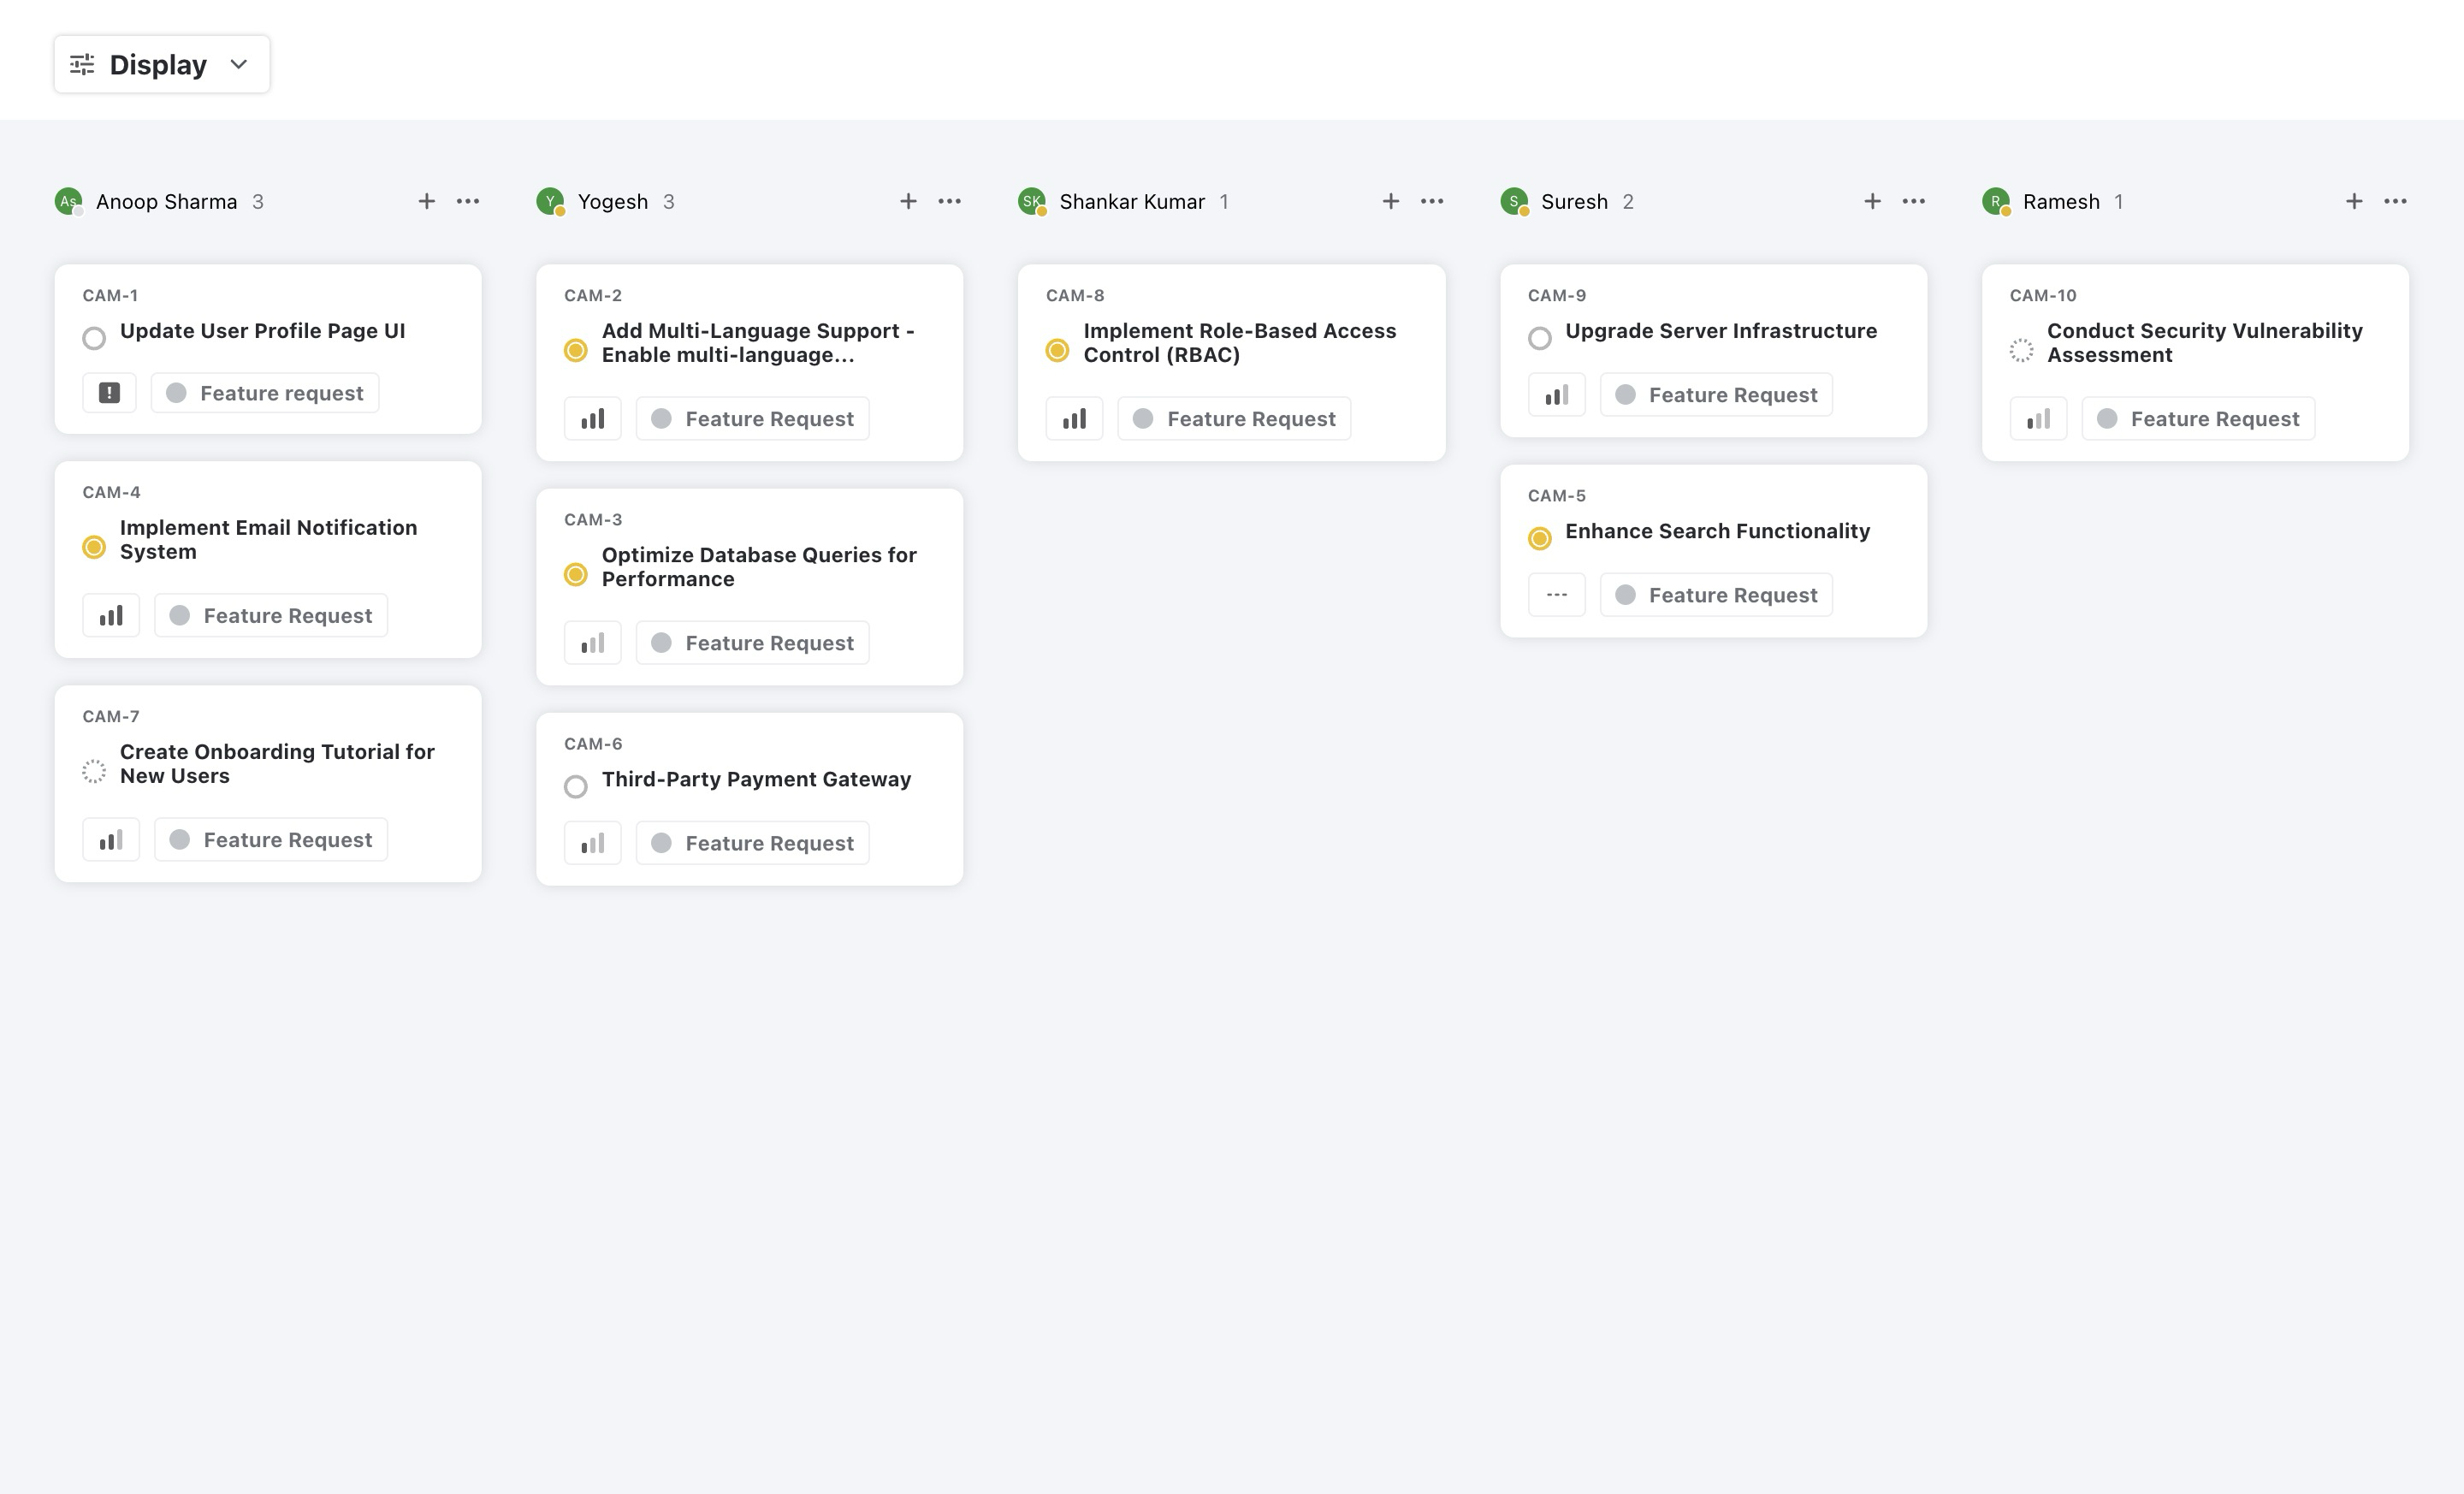 Display
As Anoop Sharma 3
CAM-1
Update User Profile Page UI
! Feature request
CAM-4
Implement Email Notification
System
Feature Request
CAM-7
Create Onboarding Tutorial for
New Users
Feature Request
Y Yogesh 3
CAM-2
Add Multi-Language Support -
Enable multi-language...
Feature Request
CAM-3
Optimize Database Queries for
Performance
Feature Request
CAM-6
Third-Party Payment Gateway
Feature Request
SK Shankar Kumar 1
CAM-8
Implement Role-Based Access
Control (RBAC)
Feature Request
S Suresh 2
CAM-9
Upgrade Server Infrastructure
Feature Request
CAM-5
Enhance Search Functionality
Feature Request
R Ramesh 1
CAM-10
Conduct Security Vulnerability
Assessment
Feature Request